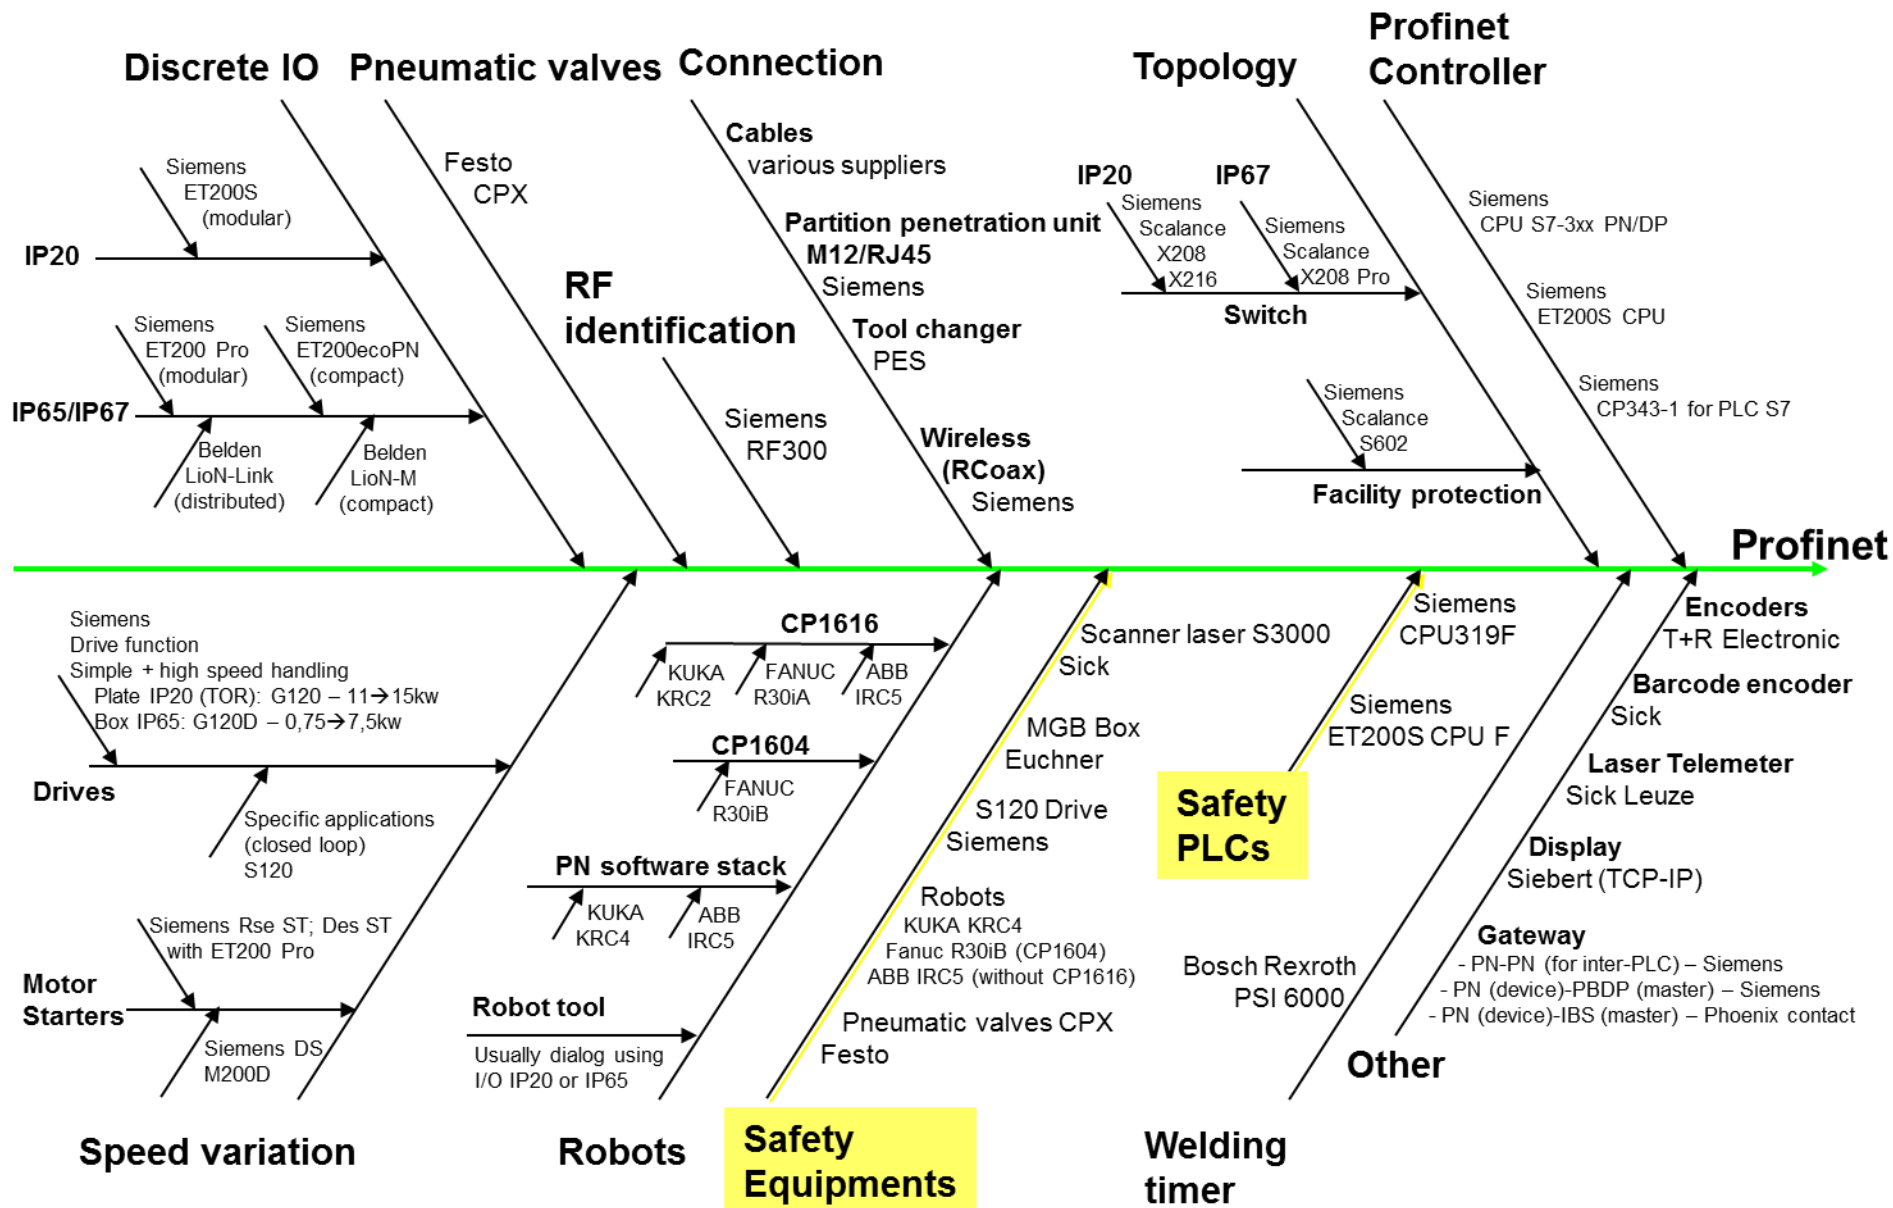 Discrete IO
Pneumatic valves
Connection
Topology
Profinet
Controller
Siemens
ET200S
(modular)
IP20
Siemens
ET200 Pro
(modular)
Siemens
ET200ecoPN
(compact)
IP65/IP67
Belden
LioN-Link
(distributed)
Belden
LioN-M
(compact)
Festo
CPX
RF
identification
Siemens
RF300
Cables
various suppliers
Partition penetration unit
M12/RJ45
Siemens
Tool changer
PES
Wireless
(RCoax)
Siemens
IP20
Siemens
Scalance
X208
X216
IP67
Siemens
Scalance
X208 Pro
Switch
Siemens
Scalance
S602
Facility protection
Siemens
CPU S7-3xx PN/DP
Siemens
ET200S CPU
Siemens
CP343-1 for PLC S7
Profinet
Siemens
Drive function
Simple + high speed handling
Plate IP20 (TOR): G120 – 11→15kw
Box IP65: G120D – 0,75→7,5kw
Drives
Specific applications
(closed loop)
S120
Siemens Rse ST; Des ST
with ET200 Pro
Motor
Starters
Siemens DS
M200D
Speed variation
CP1616
KUKA
KRC2
FANUC
R30iA
ABB
IRC5
CP1604
FANUC
R30iB
PN software stack
KUKA
KRC4
ABB
IRC5
Robot tool
Usually dialog using
I/O IP20 or IP65
Robots
Scanner laser S3000
Sick
MGB Box
Euchner
S120 Drive
Siemens
Robots
KUKA KRC4
Fanuc R30iB (CP1604)
ABB IRC5 (without CP1616)
Pneumatic valves CPX
Festo
Safety
Equipments
Siemens
CPU319F
Siemens
ET200S CPU F
Safety
PLCs
Bosch Rexroth
PSI 6000
Welding
timer
Encoders
T+R Electronic
Barcode encoder
Sick
Laser Telemeter
Sick Leuze
Display
Siebert (TCP-IP)
Gateway
- PN-PN (for inter-PLC) – Siemens
- PN (device)-PBDP (master) – Siemens
- PN (device)-IBS (master) – Phoenix contact
Other